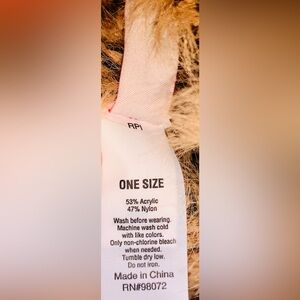 RPI
ONE SIZE
53% Acrylic
47% Nylon
Wash before wearing.
Machine wash cold
with like colors.
Only non-chlorine bleach
when needed.
Tumble dry low.
Do not iron.
Made in China
RN#98072